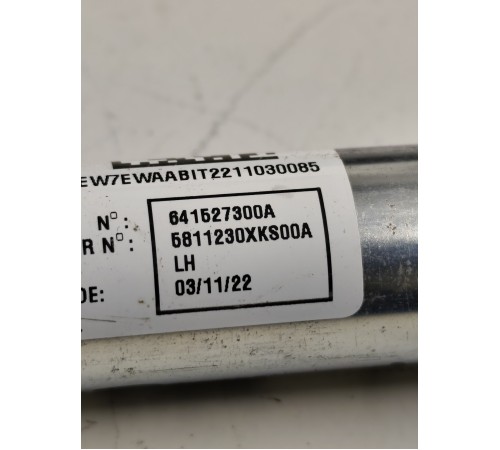 EW7EWAABIT2211030085
N°: 641527300A
R N°: 5811230XKS00A
LH
DE: 03/11/22